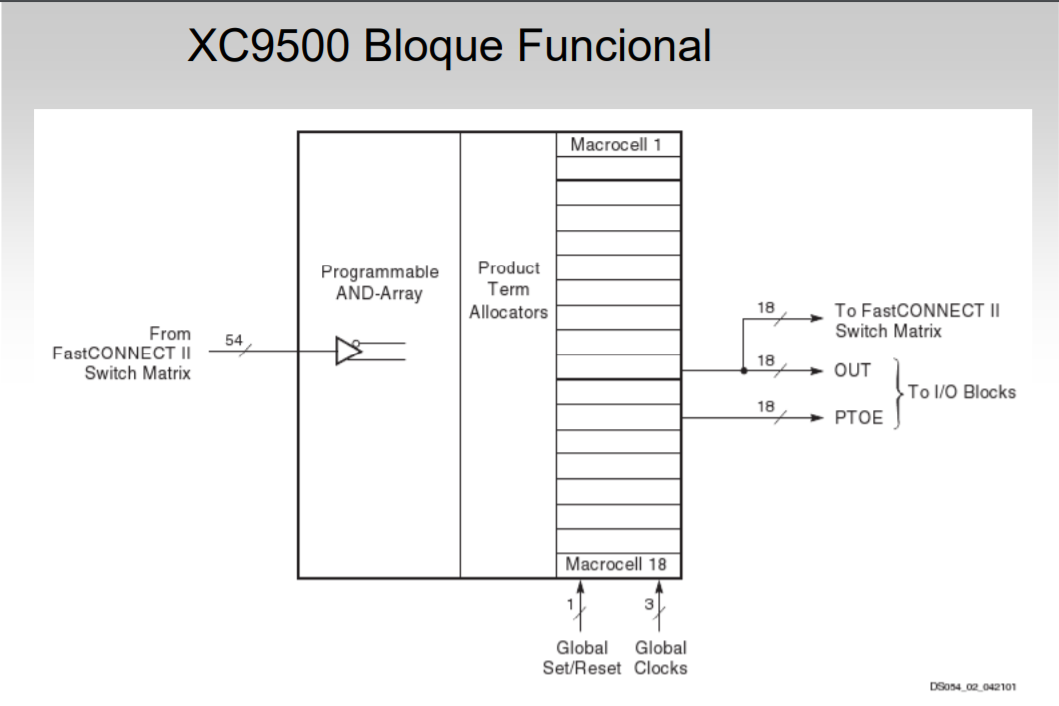 XC9500 Bloque Funcional
Macrocell 1
Programmable
AND-Array
Product
Term
Allocators
From
FastCONNECT II
Switch Matrix
54
18
To FastCONNECT II
Switch Matrix
18
OUT
To I/O Blocks
18
PTOE
Macrocell 18
1
3
Global
Set/Reset
Global
Clocks
DS054_02_042101